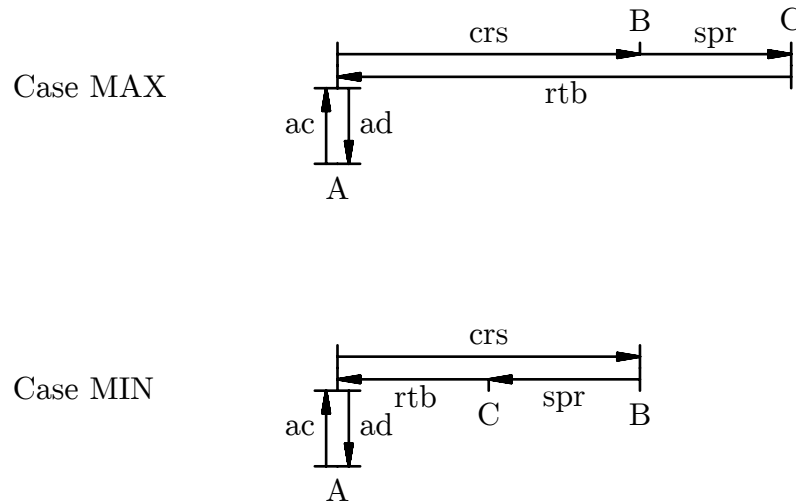 B C
crs spr
Case MAX
rtb
ac ad
A
crs
Case MIN
rtb C spr B
ac ad
A